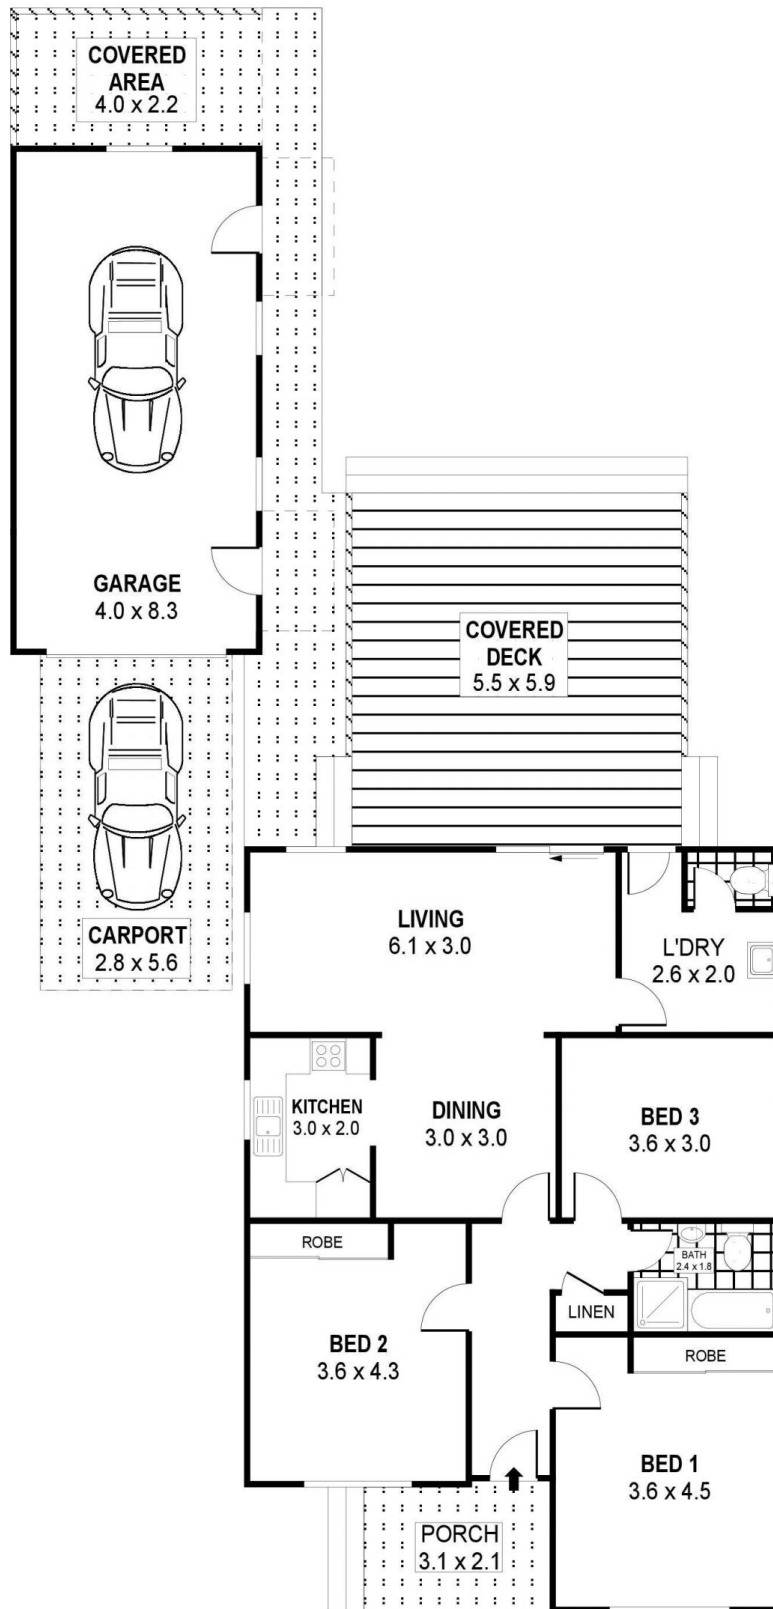 COVERED
AREA
4.0 x 2.2
GARAGE
4.0 x 8.3
COVERED
DECK
5.5 x 5.9
CARPORT
2.8 x 5.6
LIVING
6.1 x 3.0
L'DRY
2.6 x 2.0
KITCHEN
3.0 x 2.0
DINING
3.0 x 3.0
BED 3
3.6 x 3.0
ROBE
BATH
2.4 x 1.8
LINEN
BED 2
3.6 x 4.3
ROBE
BED 1
3.6 x 4.5
PORCH
3.1 x 2.1